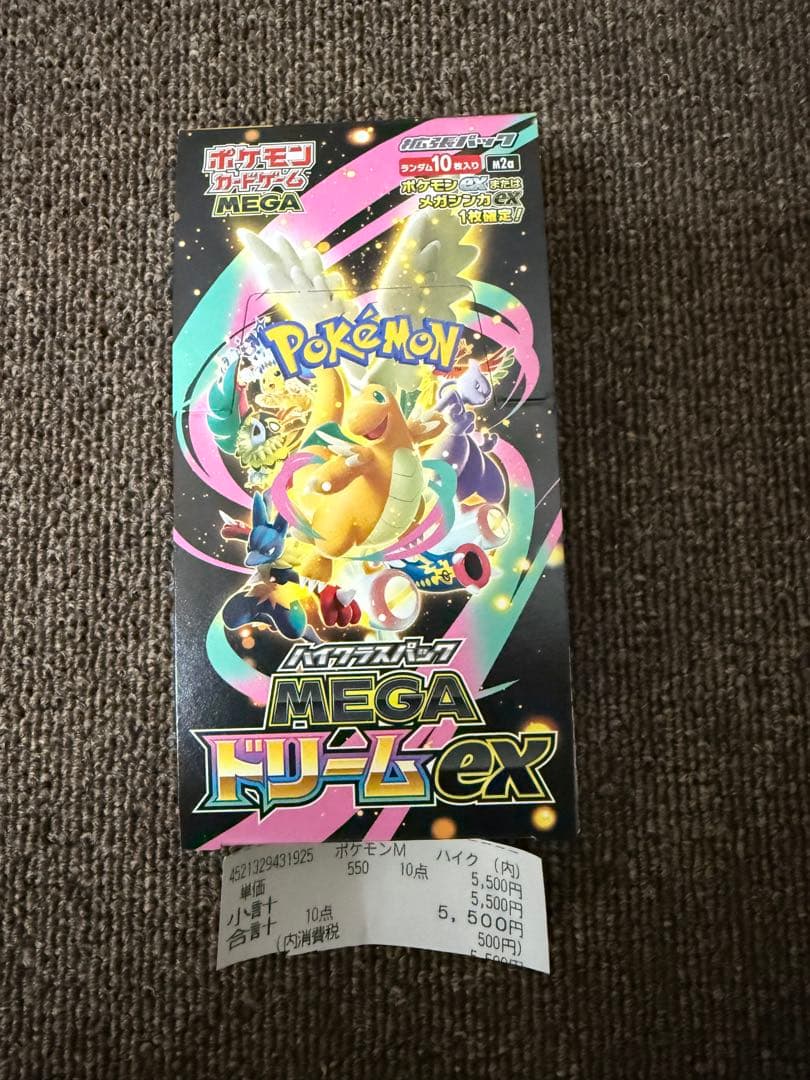 ポケモン
カードゲーム
MEGA
拡張パック
ランダム10枚入り M2a
ポケモンexまたは
メガシンカex
1枚確定!
POKéMON
ハイクラスパック
MEGA
ドリームex
4521329431925 ポケモンM ハイク (内)
単価 550 10点 5,500円
小計 5,500円
合計 10点 5,500円
(内消費税 500円)